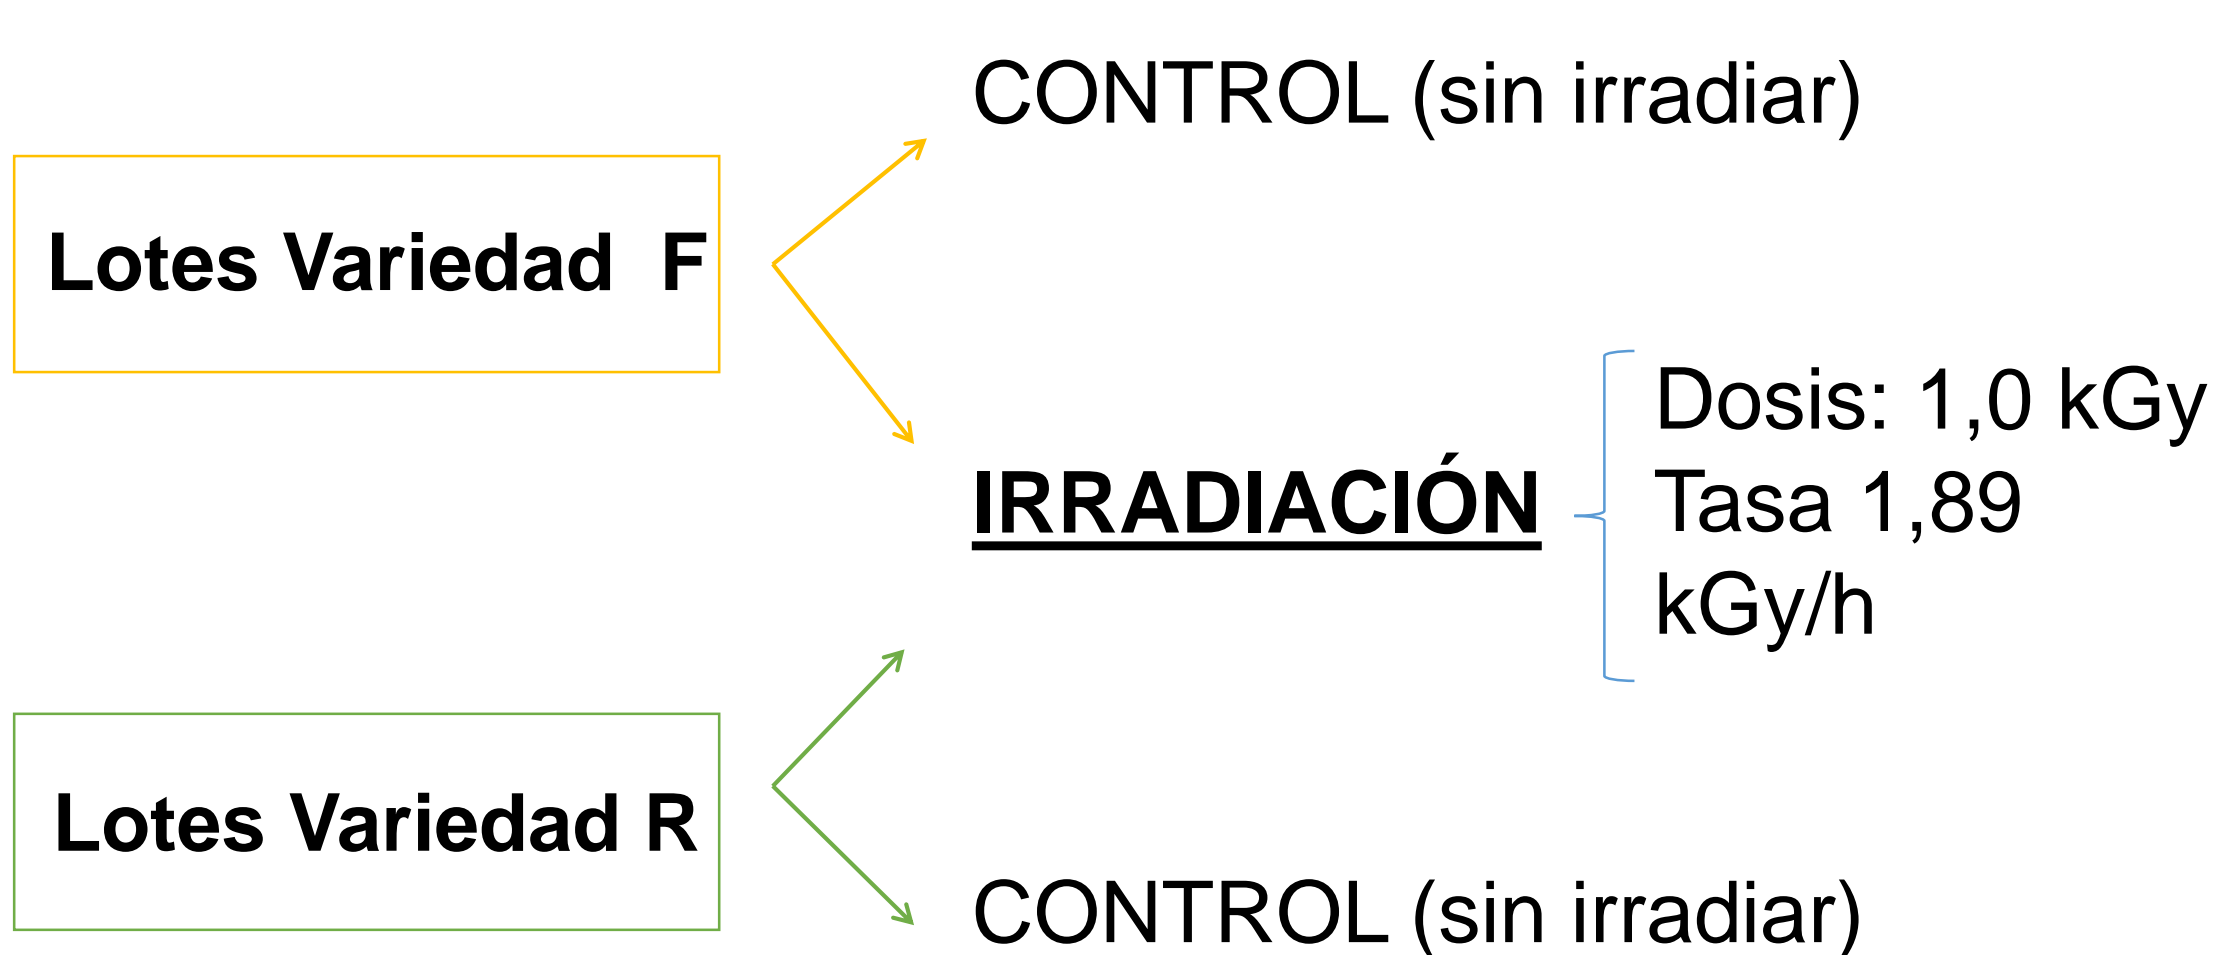 CONTROL (sin irradiar)
Lotes Variedad F
IRRADIACIÓN
Dosis: 1,0 kGy
Tasa 1,89
kGy/h
Lotes Variedad R
CONTROL (sin irradiar)